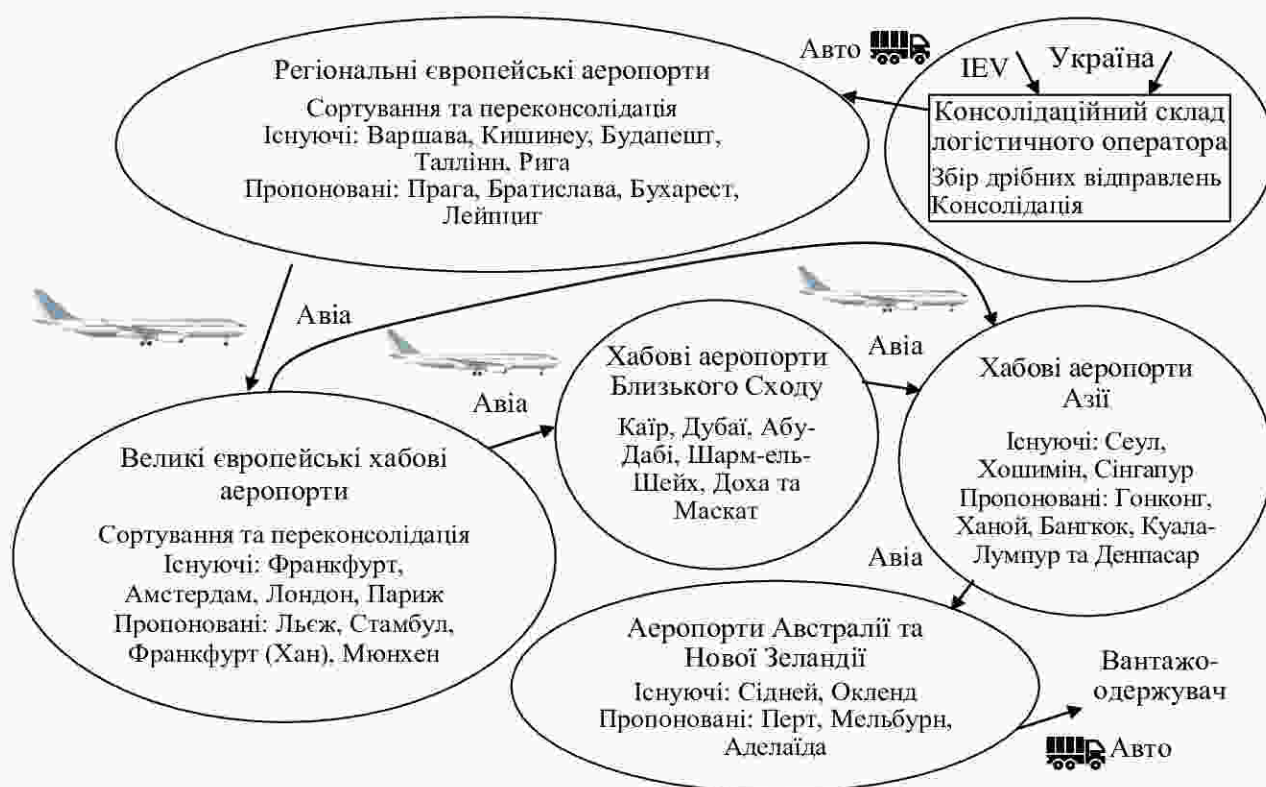 Авто
IEV
Україна
Консолідаційний склад
логістичного оператора
Збір дрібних відправлень
Консолідація
Регіональні європейські аеропорти
Сортування та переконсолідація
Існуючі: Варшава, Кишинеу, Будапешт,
Таллінн, Рига
Пропоновані: Прага, Братислава, Бухарест,
Лейпциг
Авіа
Великі європейські хабові
аеропорти
Сортування та переконсолідація
Існуючі: Франкфурт,
Амстердам, Лондон, Париж
Пропоновані: Льєж, Стамбул,
Франкфурт (Хан), Мюнхен
Авіа
Хабові аеропорти
Близького Сходу
Каїр, Дубаї, Абу-
Дабі, Шарм-ель-
Шейх, Доха та
Маскат
Авіа
Хабові аеропорти
Азії
Існуючі: Сеул,
Хошимін, Сінгапур
Пропоновані: Гонконг,
Ханой, Бангкок, Куала-
Лумпур та Денпасар
Авіа
Аеропорти Австралії та
Нової Зеландії
Існуючі: Сідней, Окленд
Пропоновані: Перт, Мельбурн,
Аделаїда
Вантажо-
одержувач
Авто